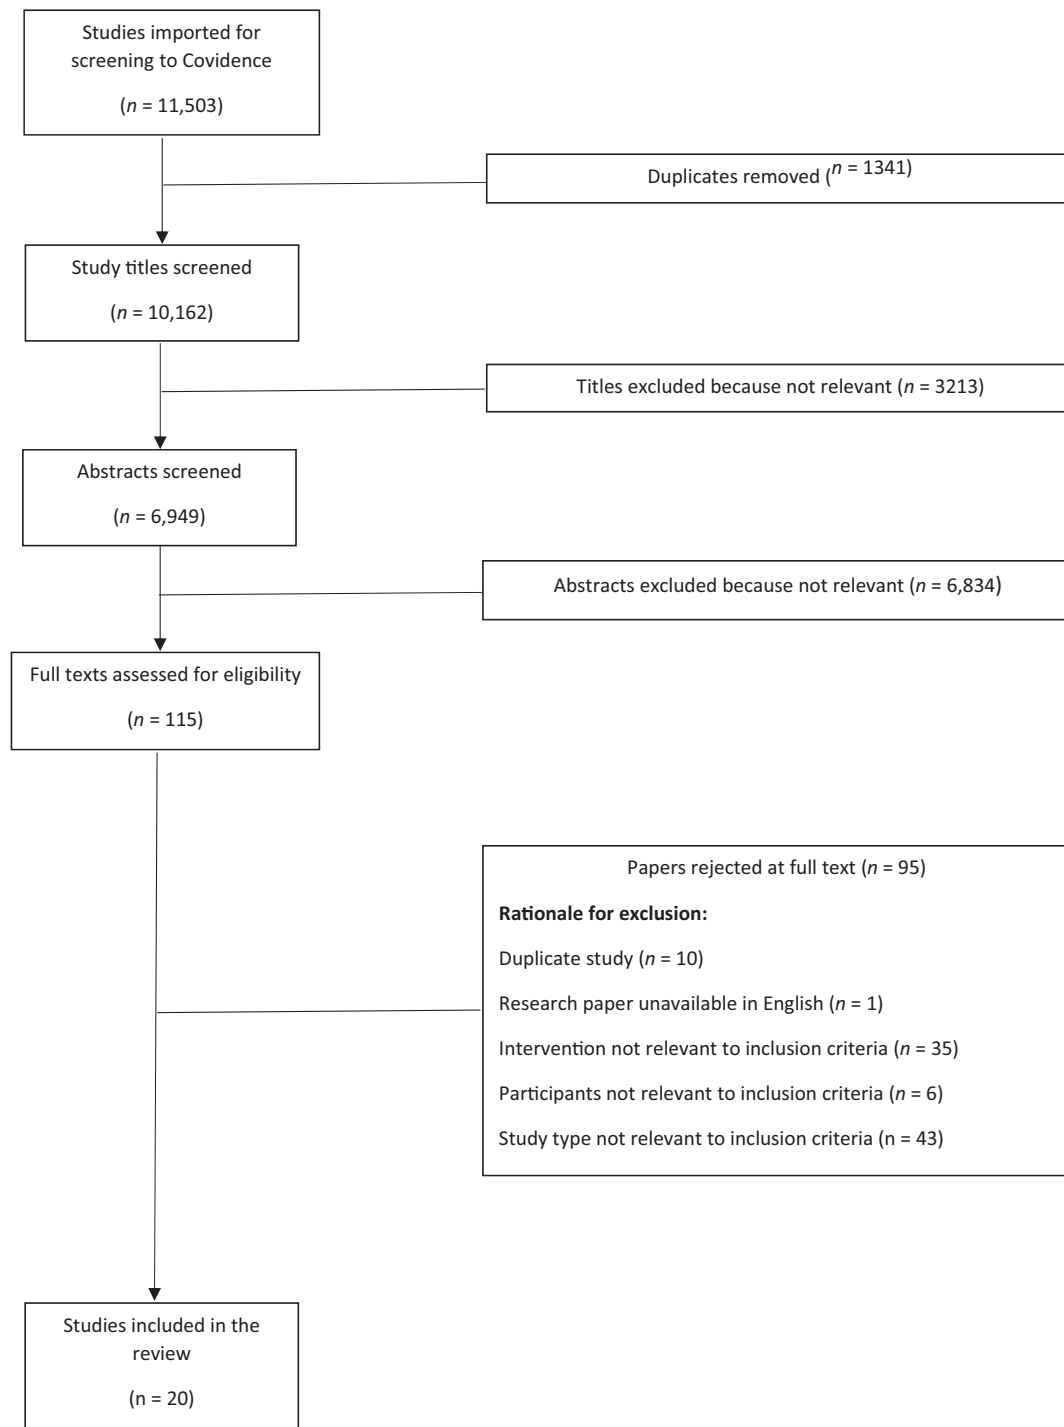 Studies imported for
screening to Covidence
(n = 11,503)
Duplicates removed (n = 1341)
Study titles screened
(n = 10,162)
Titles excluded because not relevant (n = 3213)
Abstracts screened
(n = 6,949)
Abstracts excluded because not relevant (n = 6,834)
Full texts assessed for eligibility
(n = 115)
Papers rejected at full text (n = 95)
Rationale for exclusion:
Duplicate study (n = 10)
Research paper unavailable in English (n = 1)
Intervention not relevant to inclusion criteria (n = 35)
Participants not relevant to inclusion criteria (n = 6)
Study type not relevant to inclusion criteria (n = 43)
Studies included in the
review
(n = 20)